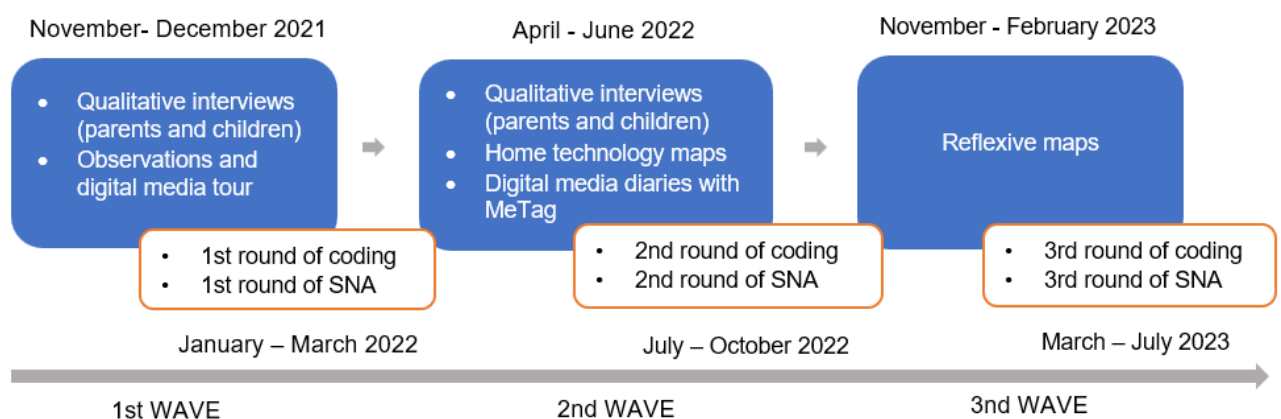 November- December 2021
• Qualitative interviews
(parents and children)
• Observations and
digital media tour
• 1st round of coding
• 1st round of SNA
January – March 2022
April - June 2022
• Qualitative interviews
(parents and children)
• Home technology maps
• Digital media diaries with
MeTag
• 2nd round of coding
• 2nd round of SNA
July – October 2022
November - February 2023
Reflexive maps
• 3rd round of coding
• 3rd round of SNA
March – July 2023
1st WAVE
2nd WAVE
3nd WAVE